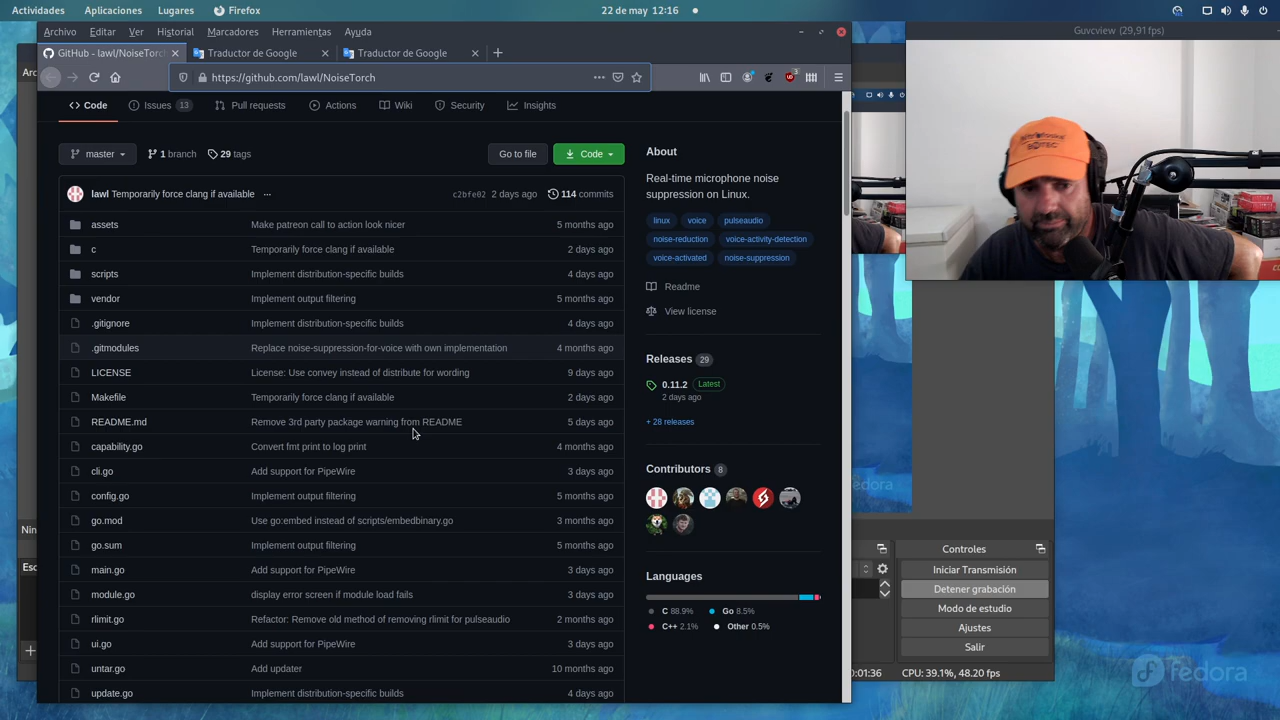 Actividades Aplicaciones Lugares Firefox 22 de may 12:16
Archivo Editar Ver Historial Marcadores Herramientas Ayuda
GitHub - lawl/NoiseTorc Traductor de Google Traductor de Google
https://github.com/lawl/NoiseTorch
Code Issues 13 Pull requests Actions Wiki Security Insights
master 1 branch 29 tags Go to file Code
lawl Temporarily force clang if available ... c2bfe02 2 days ago 114 commits
assets Make patreon call to action look nicer 5 months ago
c Temporarily force clang if available 2 days ago
scripts Implement distribution-specific builds 4 days ago
vendor Implement output filtering 5 months ago
.gitignore Implement distribution-specific builds 4 days ago
.gitmodules Replace noise-suppression-for-voice with own implementation 4 months ago
LICENSE License: Use convey instead of distribute for wording 9 days ago
Makefile Temporarily force clang if available 2 days ago
README.md Remove 3rd party package warning from README 5 days ago
capability.go Convert fmt print to log print 4 months ago
cli.go Add support for PipeWire 3 days ago
config.go Implement output filtering 5 months ago
go.mod Use go:embed instead of scripts/embedbinary.go 3 months ago
go.sum Implement output filtering 5 months ago
main.go Add support for PipeWire 3 days ago
module.go display error screen if module load fails 3 days ago
rlimit.go Refactor: Remove old method of removing rlimit for pulseaudio 2 months ago
ui.go Add support for PipeWire 3 days ago
untar.go Add updater 10 months ago
update.go Implement distribution-specific builds 4 days ago
About
Real-time microphone noise
suppression on Linux.
linux voice pulseaudio
noise-reduction voice-activity-detection
voice-activated noise-suppression
Readme
View license
Releases 29
0.11.2 Latest
2 days ago
+ 28 releases
Contributors 8
Languages
C 88.9% Go 8.5%
C++ 2.1% Other 0.5%
Guvcview (29,91 fps)
Arc
Nin
Esc
Controles
Iniciar Transmisión
Detener grabación
Modo de estudio
Ajustes
Salir
0:01:36 CPU: 39.1%, 48.20 fps
fedora